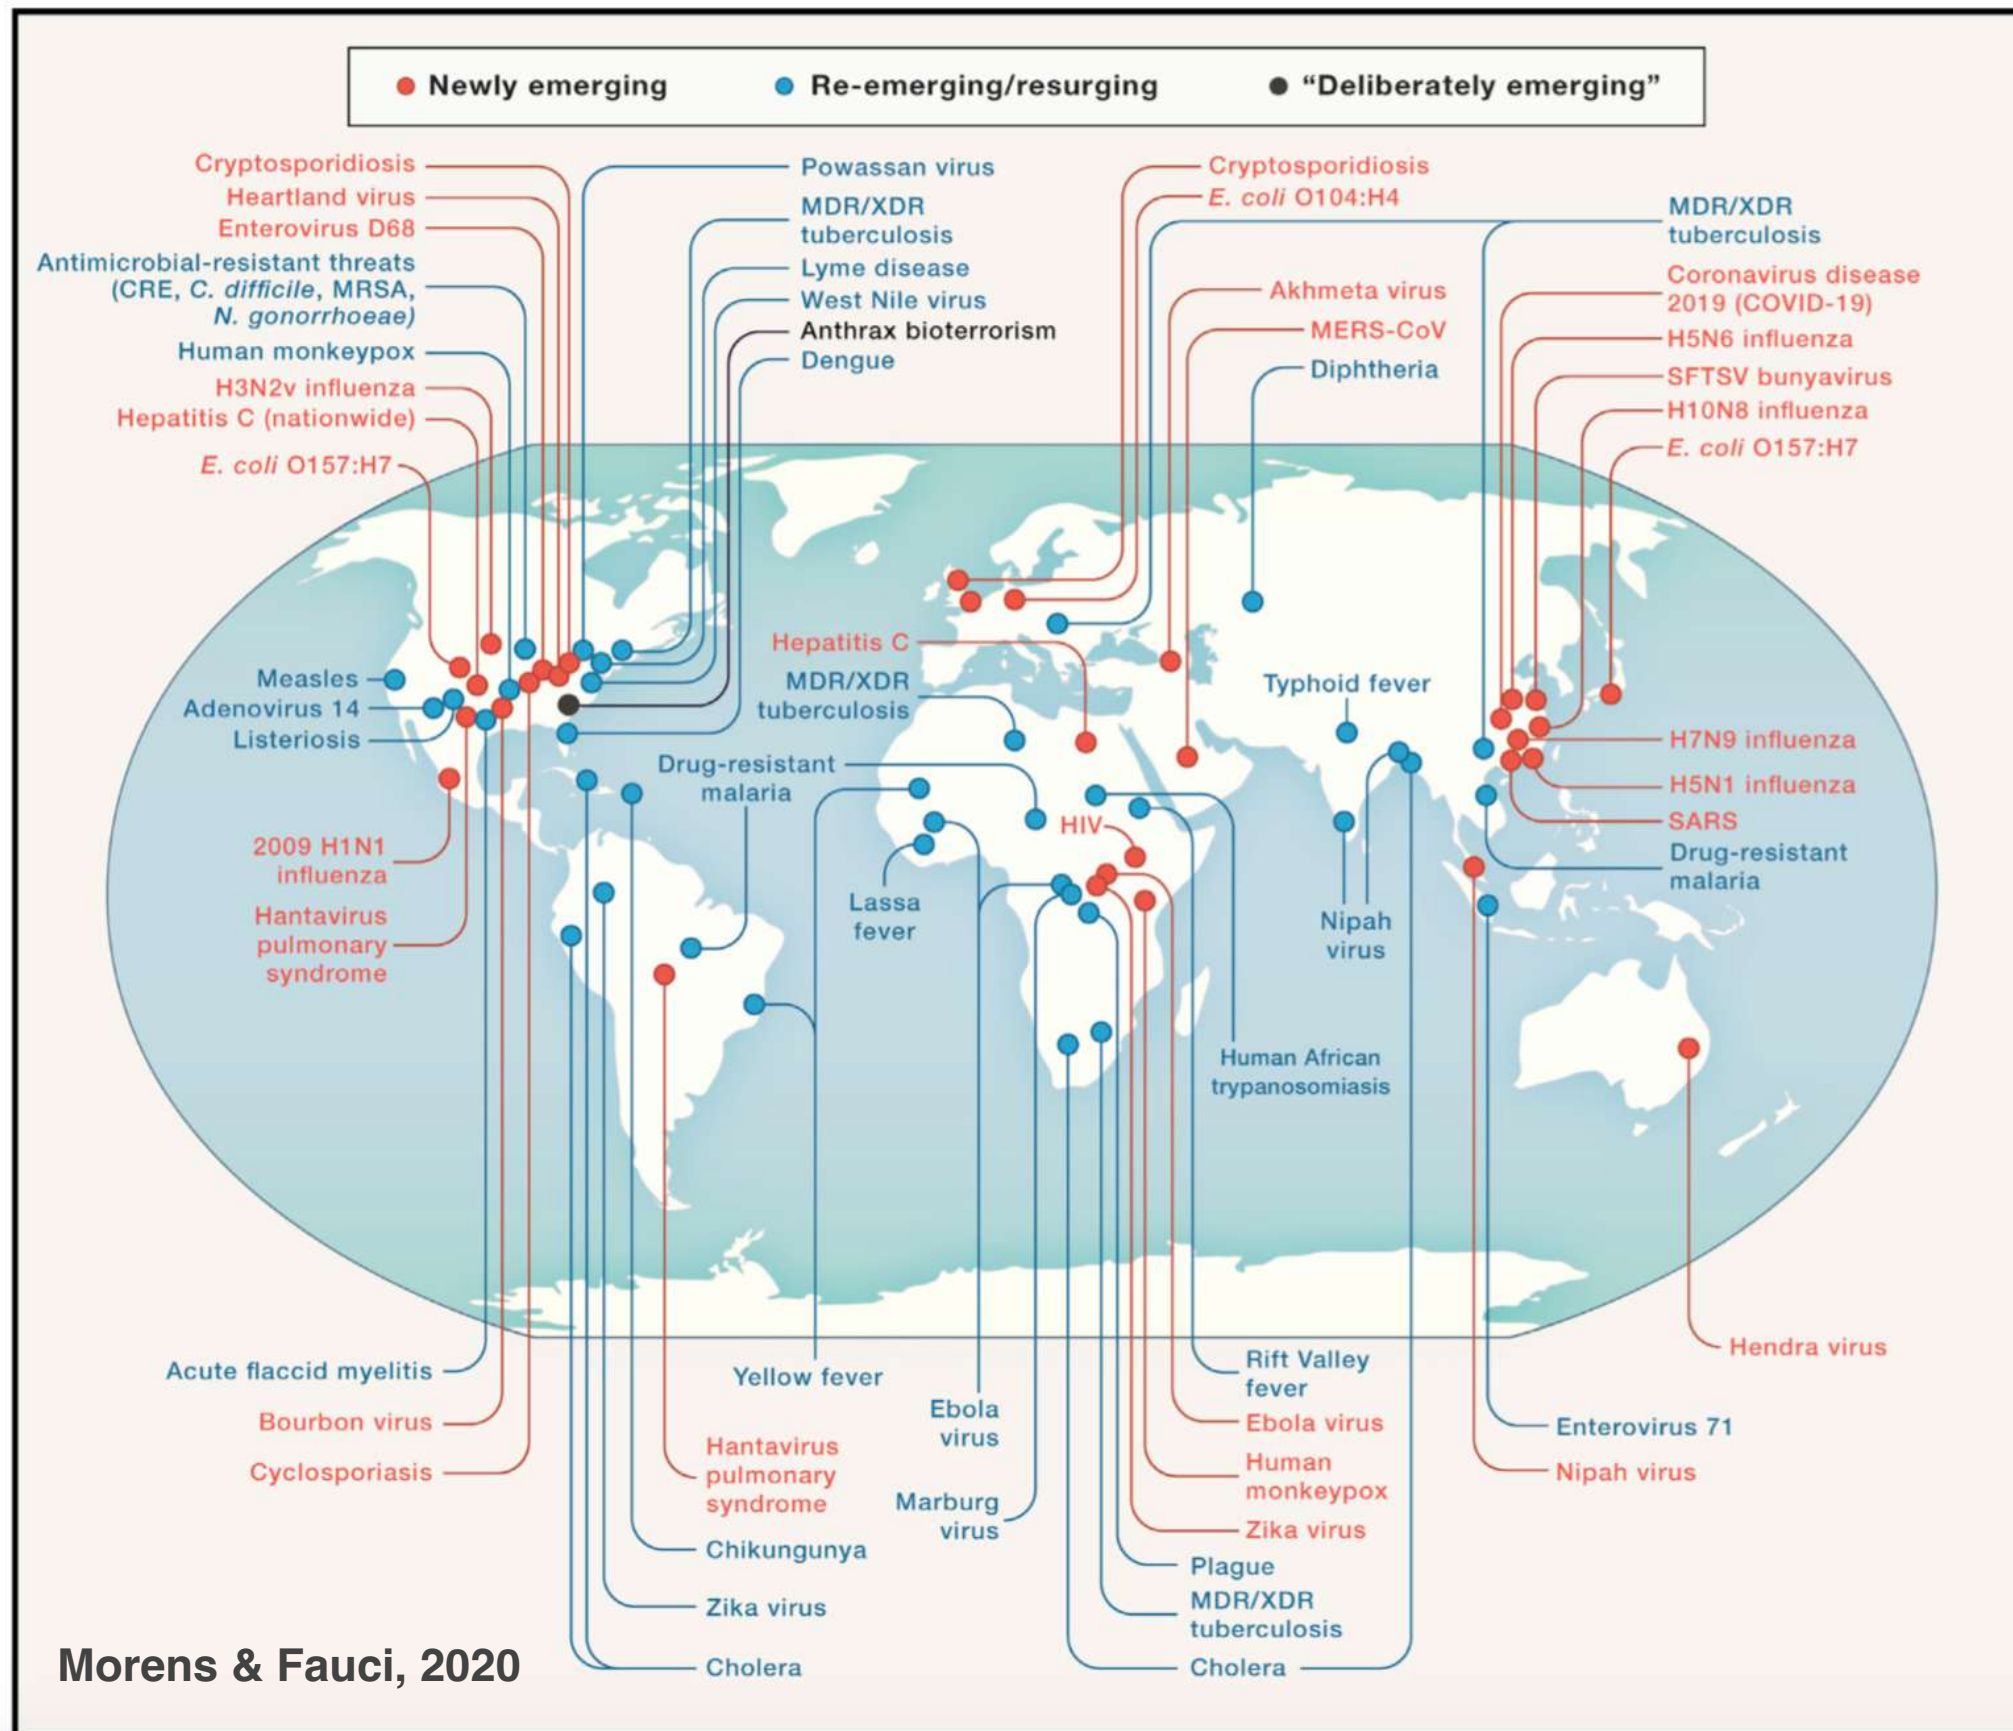 Newly emerging
Re-emerging/resurging
“Deliberately emerging”
Cryptosporidiosis
Heartland virus
Enterovirus D68
Antimicrobial-resistant threats
(CRE, C. difficile, MRSA,
N. gonorrhoeae)
Human monkeypox
H3N2v influenza
Hepatitis C (nationwide)
E. coli O157:H7
Powassan virus
MDR/XDR
tuberculosis
Lyme disease
West Nile virus
Anthrax bioterrorism
Dengue
Cryptosporidiosis
E. coli O104:H4
Akhmeta virus
MERS-CoV
Diphtheria
MDR/XDR
tuberculosis
Coronavirus disease
2019 (COVID-19)
H5N6 influenza
SFTSV bunyavirus
H10N8 influenza
E. coli O157:H7
Measles
Adenovirus 14
Listeriosis
2009 H1N1
influenza
Hantavirus
pulmonary
syndrome
Hepatitis C
MDR/XDR
tuberculosis
Drug-resistant
malaria
Lassa
fever
HIV
Typhoid fever
Nipah
virus
Human African
trypanosomiasis
H7N9 influenza
H5N1 influenza
SARS
Drug-resistant
malaria
Acute flaccid myelitis
Bourbon virus
Cyclosporiasis
Yellow fever
Hantavirus
pulmonary
syndrome
Chikungunya
Zika virus
Cholera
Ebola
virus
Marburg
virus
Rift Valley
fever
Ebola virus
Human
monkeypox
Zika virus
Plague
MDR/XDR
tuberculosis
Cholera
Hendra virus
Enterovirus 71
Nipah virus
Morens & Fauci, 2020